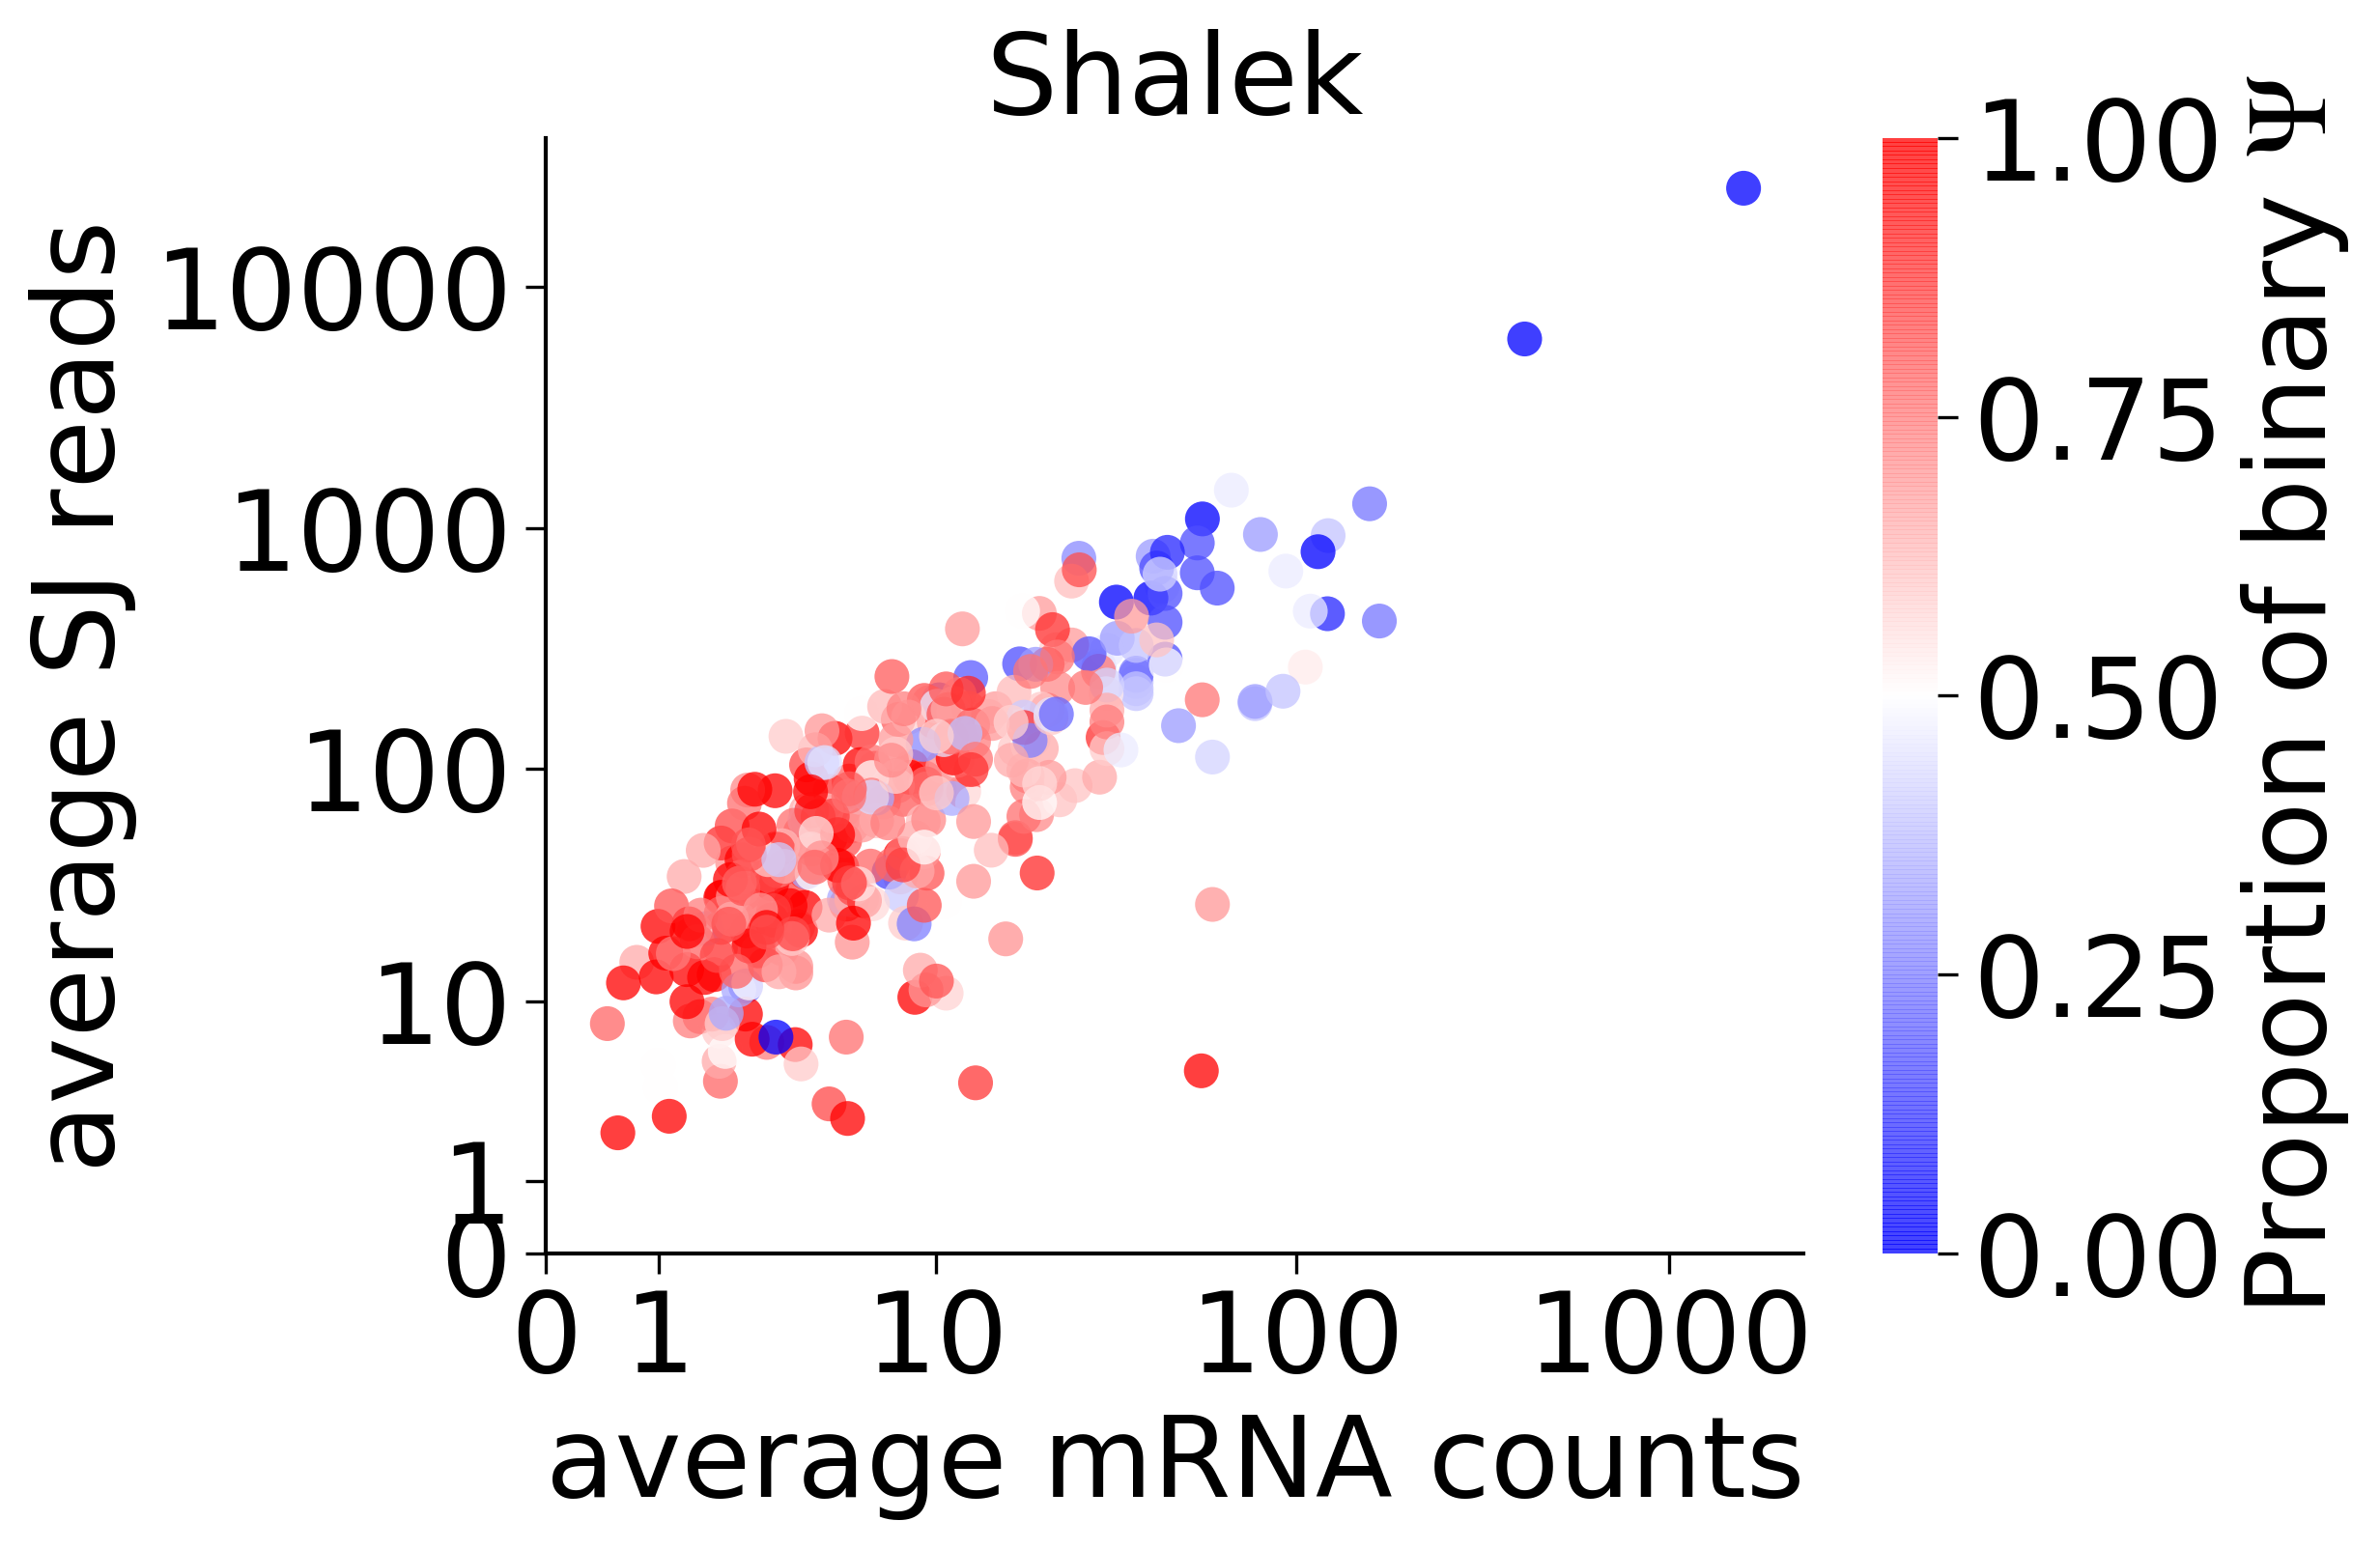 Shalek
average SJ reads
10000
1000
100
10
1
0
0 1 10 100 1000
average mRNA counts
1.00
0.75
0.50
0.25
0.00
Proportion of binary Ψ